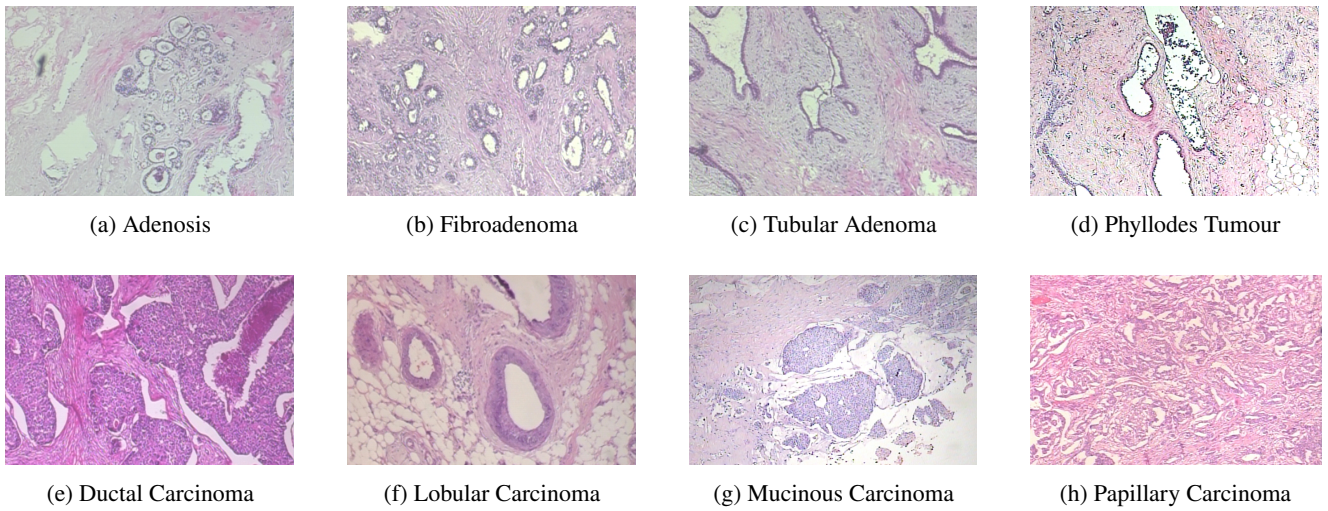 (a) Adenosis
(b) Fibroadenoma
(c) Tubular Adenoma
(d) Phyllodes Tumour
(e) Ductal Carcinoma
(f) Lobular Carcinoma
(g) Mucinous Carcinoma
(h) Papillary Carcinoma